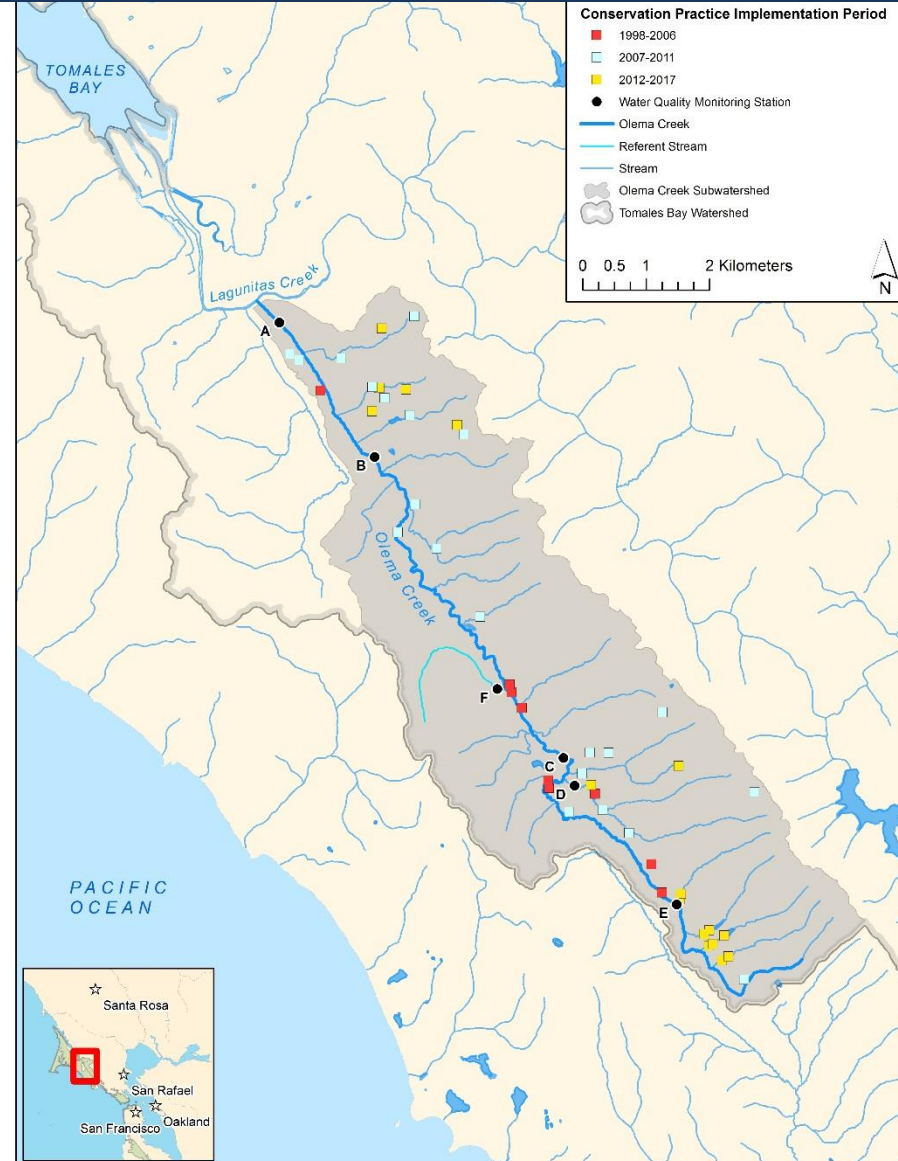 Conservation Practice Implementation Period
1998-2006
2007-2011
2012-2017
Water Quality Monitoring Station
Olema Creek
Referent Stream
Stream
Olema Creek Subwatershed
Tomales Bay Watershed
0 0.5 1 2 Kilometers
N
TOMALES
BAY
Lagunitas Creek
A
B
Olema Creek
F
C
D
E
PACIFIC
OCEAN
Santa Rosa
San Rafael
Oakland
San Francisco